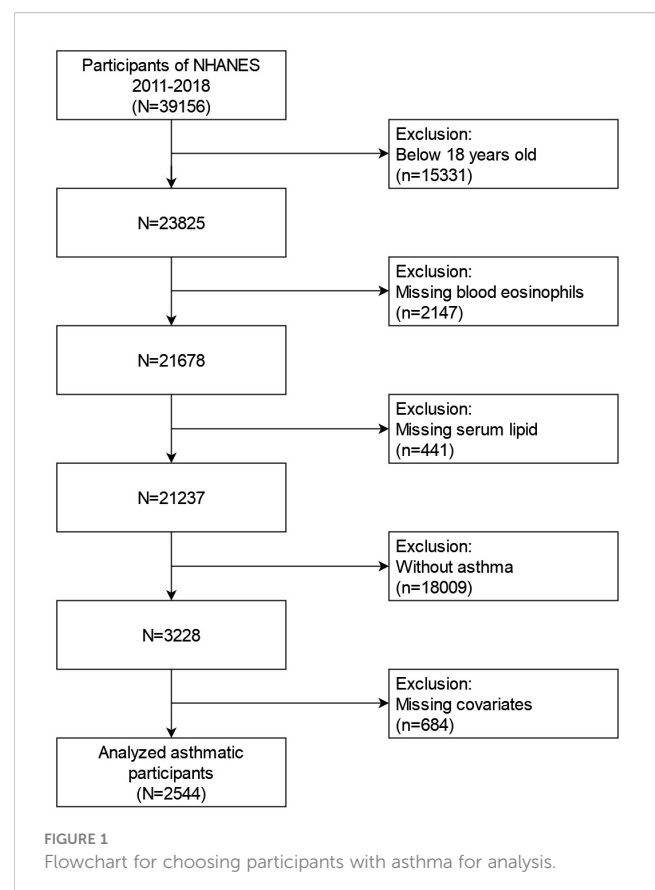 Participants of NHANES
2011-2018
(N=39156)
Exclusion:
Below 18 years old
(n=15331)
N=23825
Exclusion:
Missing blood eosinophils
(n=2147)
N=21678
Exclusion:
Missing serum lipid
(n=441)
N=21237
Exclusion:
Without asthma
(n=18009)
N=3228
Exclusion:
Missing covariates
(n=684)
Analyzed asthmatic
participants
(N=2544)
FIGURE 1
Flowchart for choosing participants with asthma for analysis.